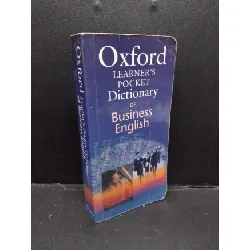 Oxford
LEARNER'S
POCKET
Dictionary
OF
Business
English